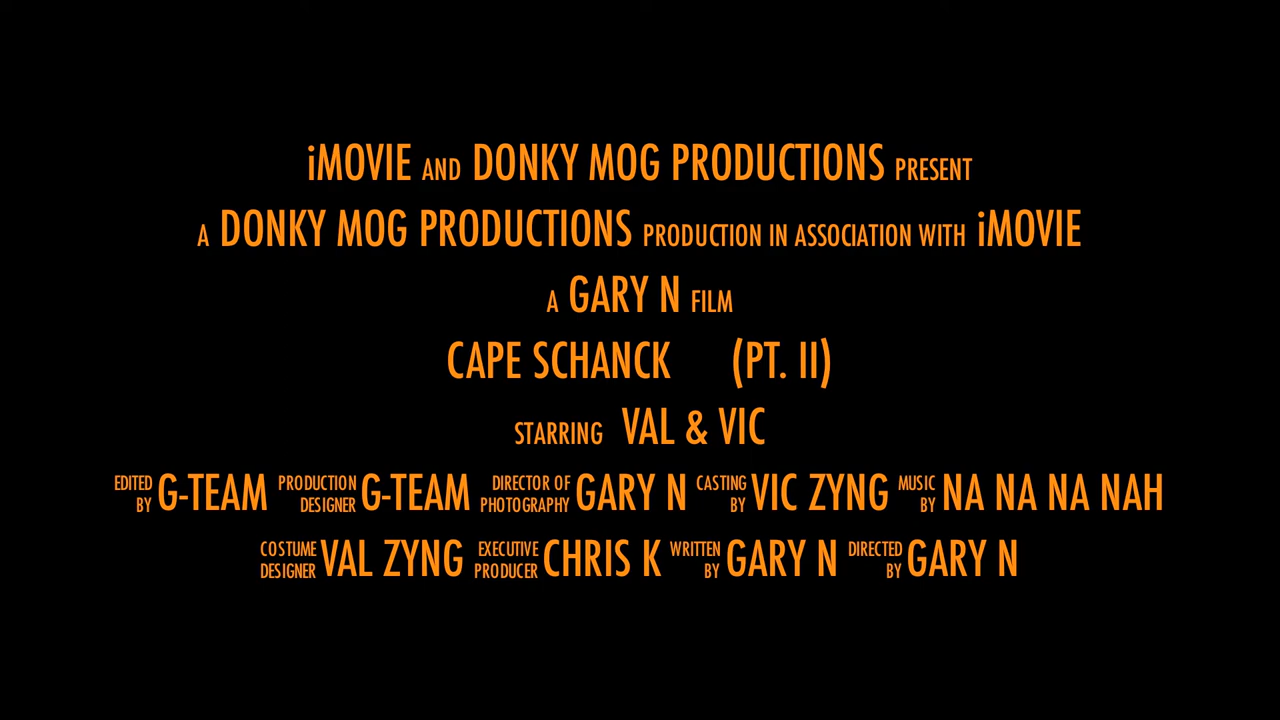 iMOVIE AND DONKY MOG PRODUCTIONS PRESENT
A DONKY MOG PRODUCTIONS PRODUCTION IN ASSOCIATION WITH iMOVIE
A GARY N FILM
CAPE SCHANCK (PT. II)
STARRING VAL & VIC
EDITED BY G-TEAM PRODUCTION DESIGNER G-TEAM DIRECTOR OF PHOTOGRAPHY GARY N CASTING BY VIC ZYNG MUSIC BY NA NA NA NAH
COSTUME DESIGNER VAL ZYNG EXECUTIVE PRODUCER CHRIS K WRITTEN BY GARY N DIRECTED BY GARY N